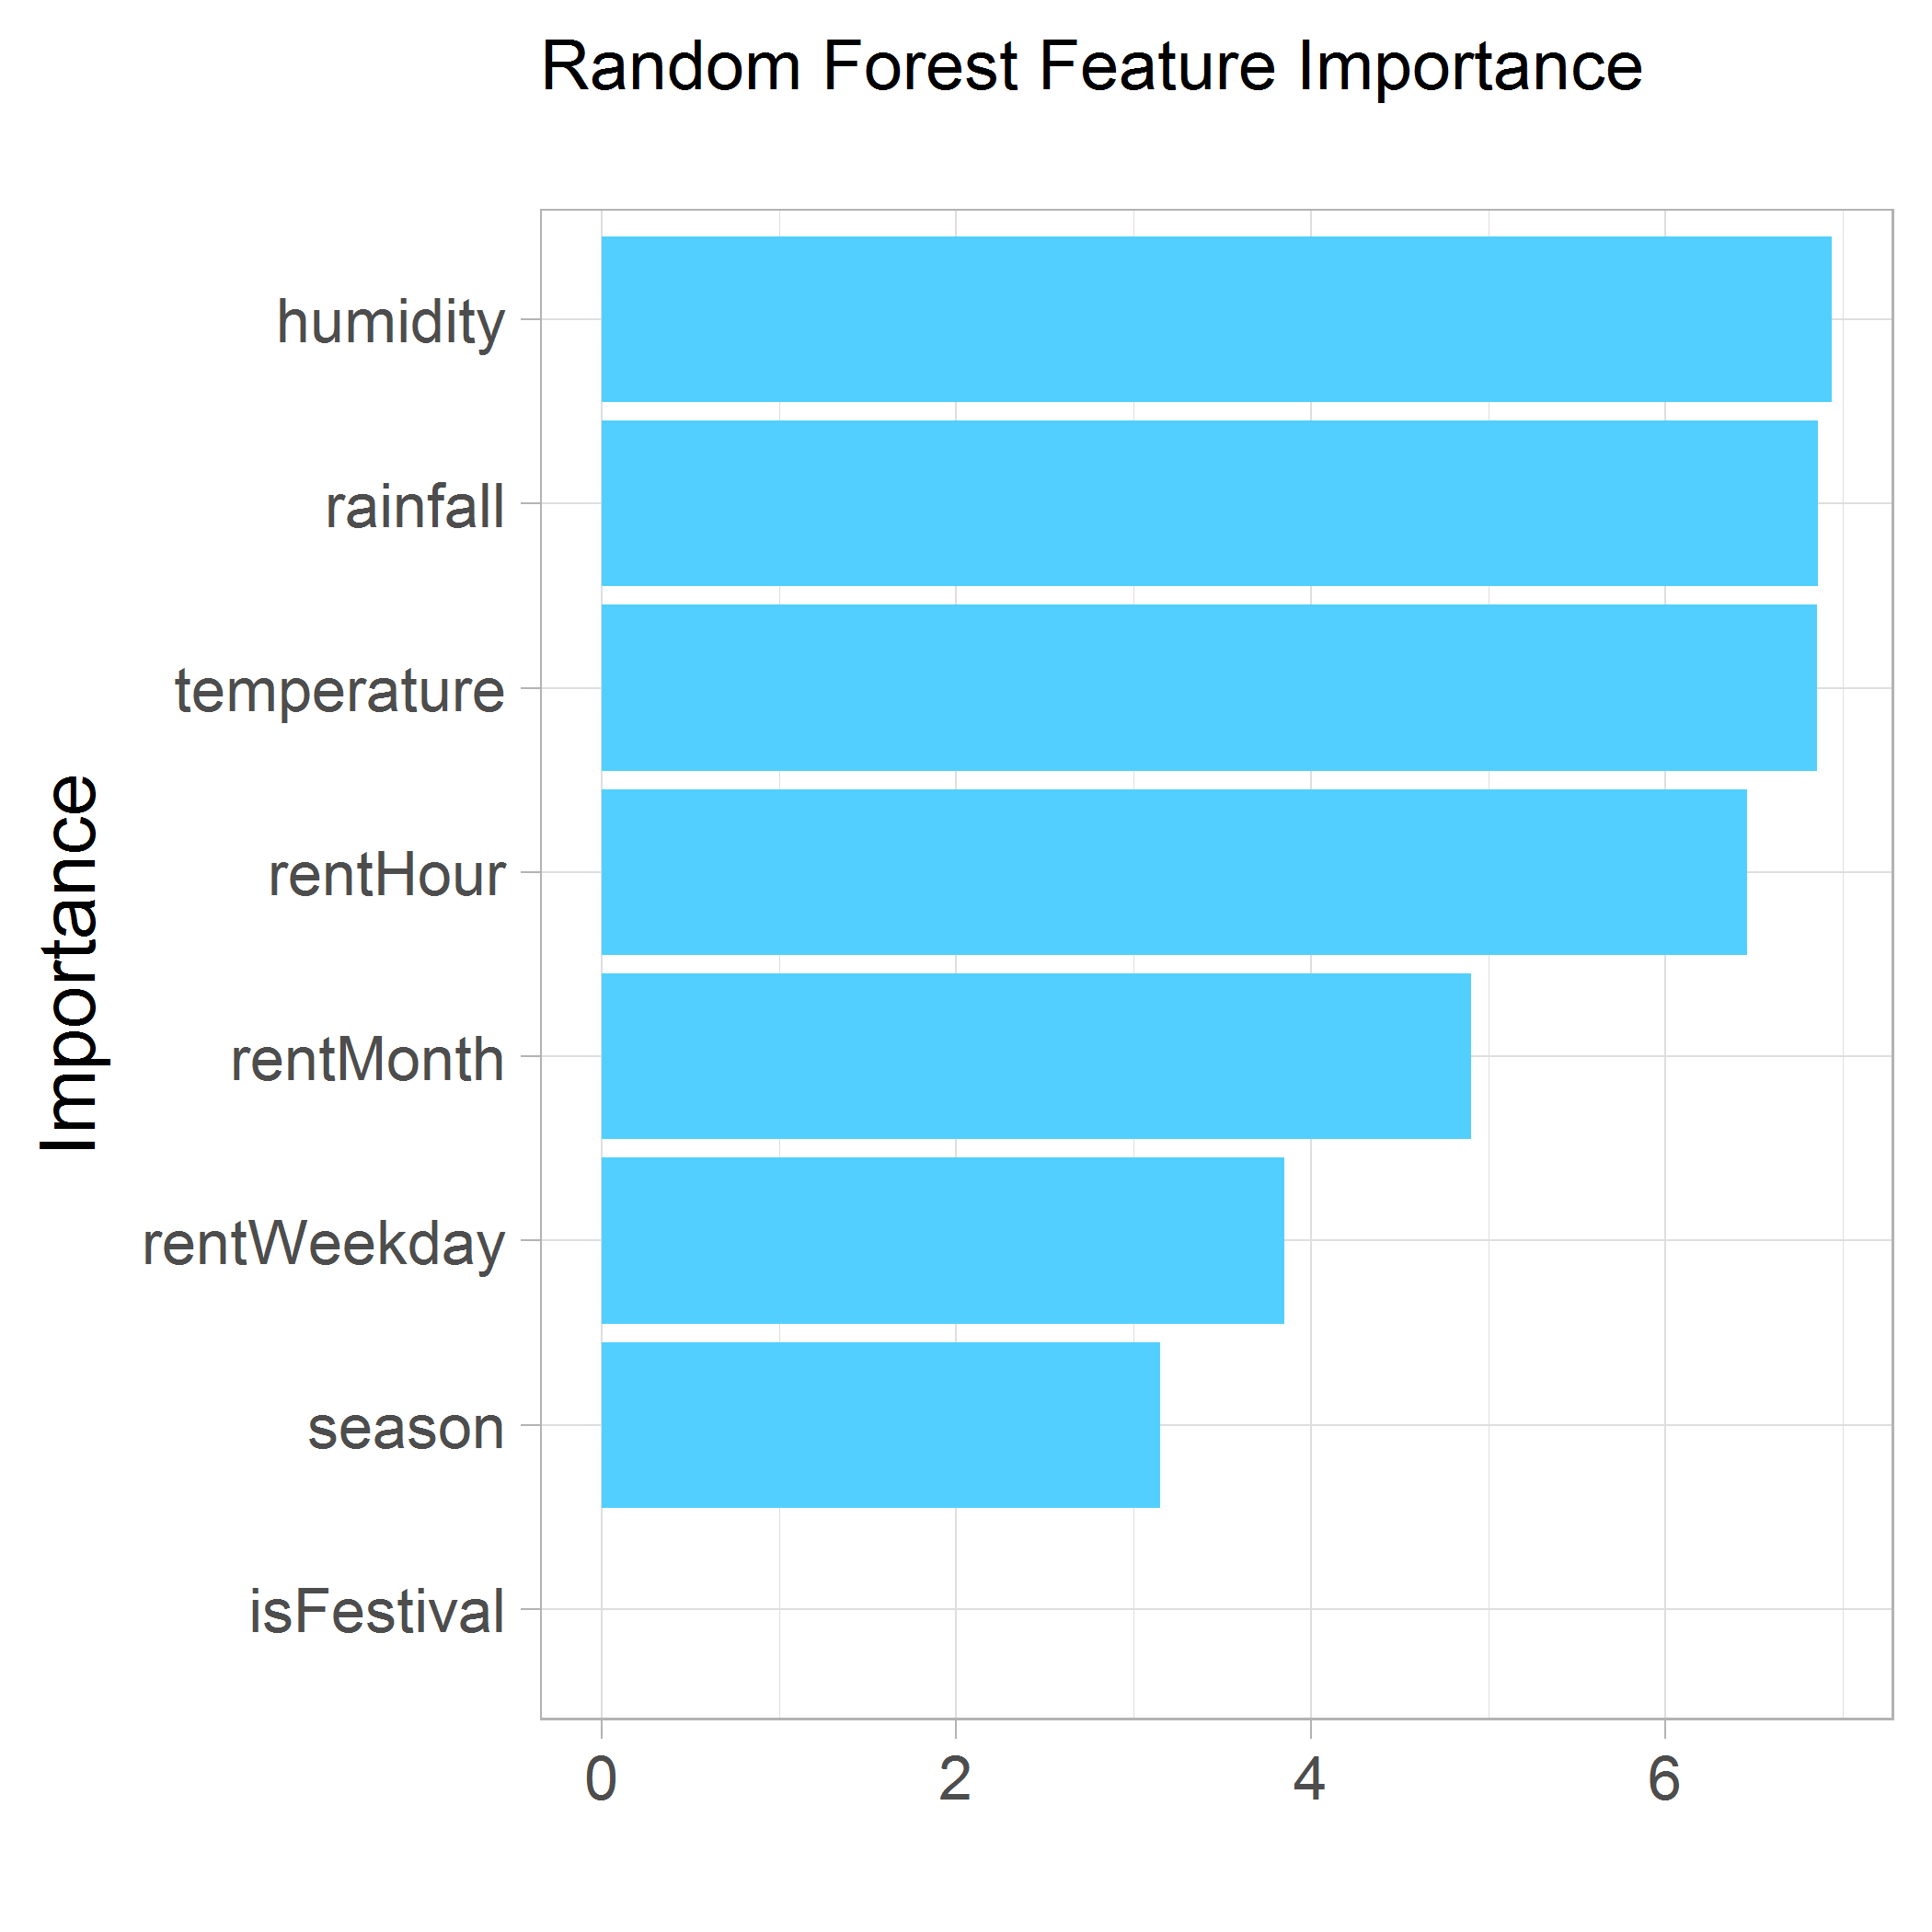 Random Forest Feature Importance
Importance
humidity
rainfall
temperature
rentHour
rentMonth
rentWeekday
season
isFestival
0 2 4 6